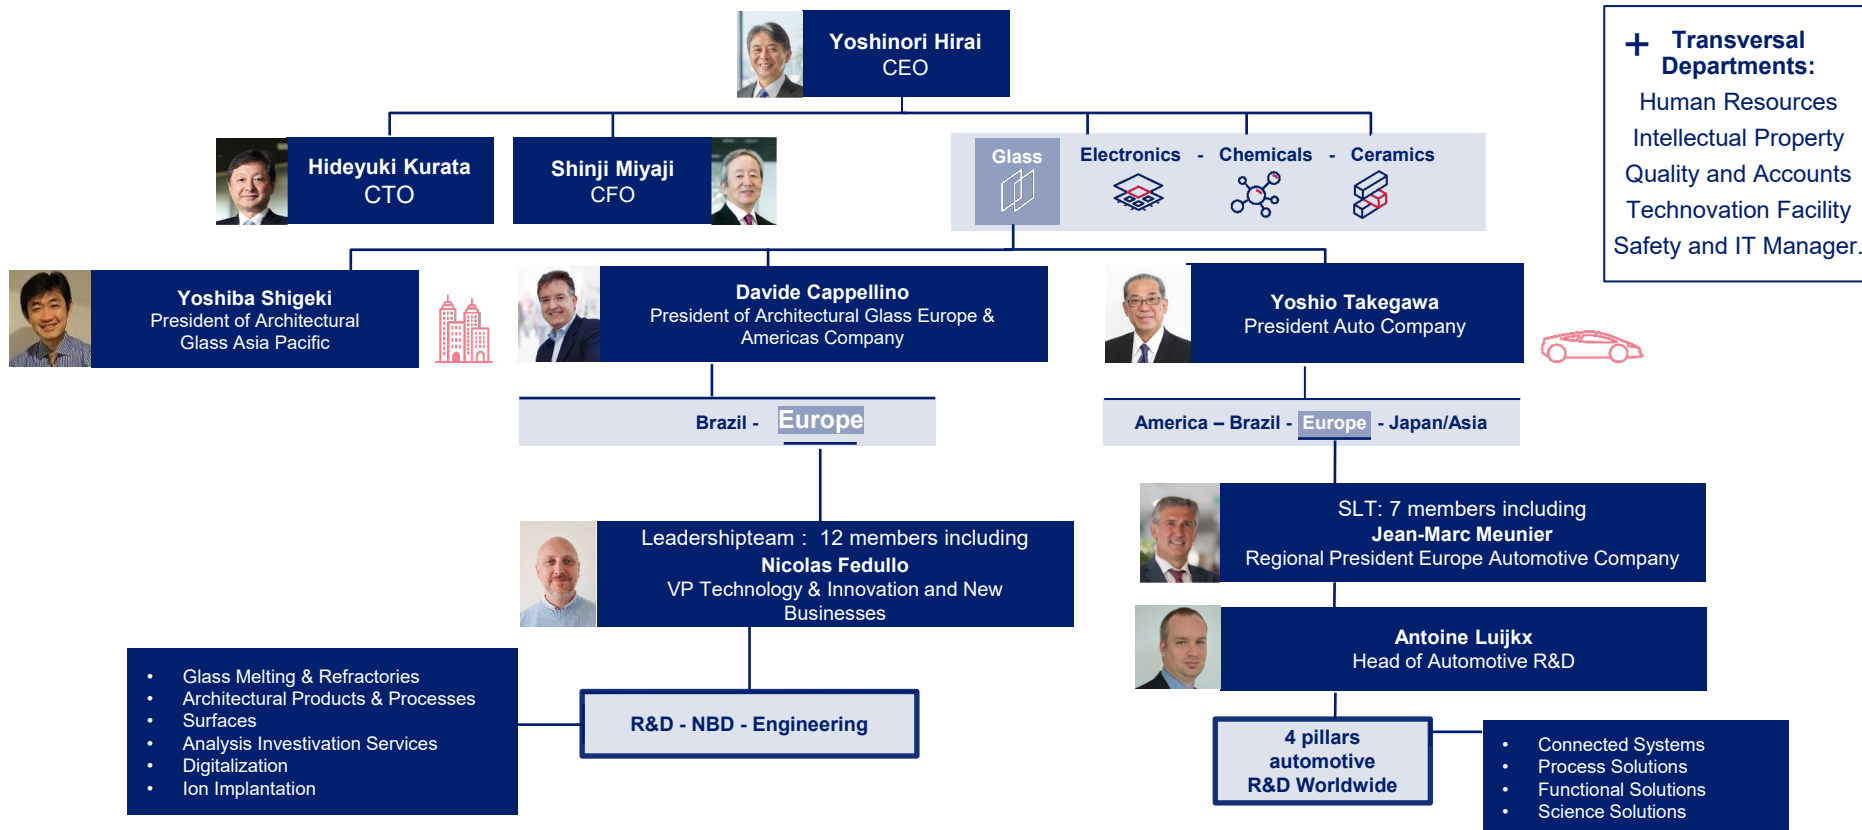 Yoshinori Hirai
CEO
+ Transversal
Departments:
Human Resources
Intellectual Property
Quality and Accounts
Technovation Facility
Safety and IT Manager.
Hideyuki Kurata
CTO
Shinji Miyaji
CFO
Glass
Electronics - Chemicals - Ceramics
Yoshiba Shigeki
President of Architectural
Glass Asia Pacific
Davide Cappellino
President of Architectural Glass Europe &
Americas Company
Yoshio Takegawa
President Auto Company
Brazil - Europe
America – Brazil - Europe - Japan/Asia
Leadershipteam : 12 members including
Nicolas Fedullo
VP Technology & Innovation and New
Businesses
SLT: 7 members including
Jean-Marc Meunier
Regional President Europe Automotive Company
Antoine Luijkx
Head of Automotive R&D
• Glass Melting & Refractories
• Architectural Products & Processes
• Surfaces
• Analysis Investivation Services
• Digitalization
• Ion Implantation
R&D - NBD - Engineering
4 pillars
automotive
R&D Worldwide
• Connected Systems
• Process Solutions
• Functional Solutions
• Science Solutions